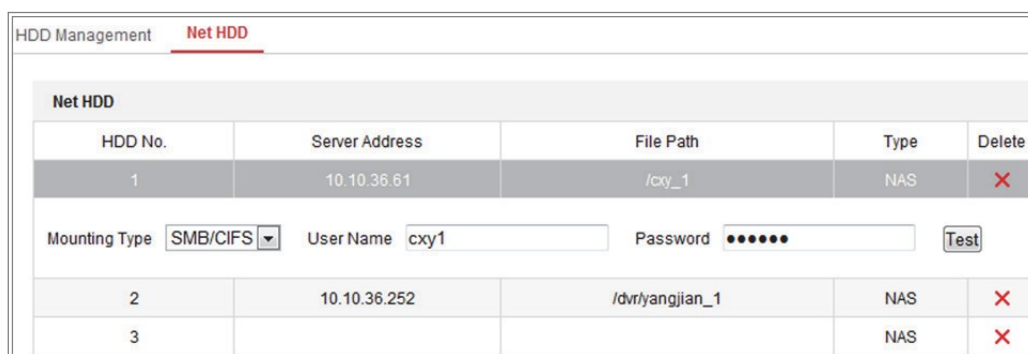 HDD Management Net HDD
Net HDD
HDD No. Server Address File Path Type Delete
1 10.10.36.61 /cxy_1 NAS
Mounting Type SMB/CIFS User Name cxy1 Password ●●●●●● Test
2 10.10.36.252 /dvr/yangjian_1 NAS
3 NAS